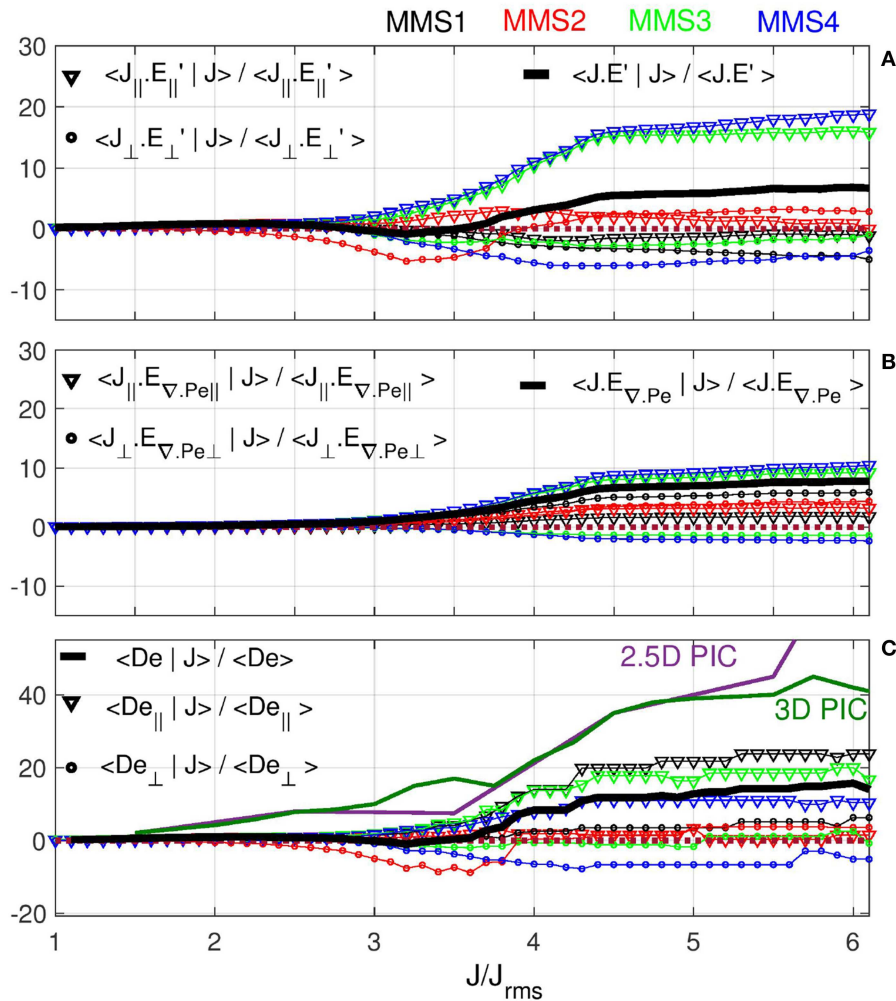 MMS1 MMS2 MMS3 MMS4
A
<J||.E||' | J> / <J||.E||' >
<J.E' | J> / <J.E' >
<J⊥.E⊥' | J> / <J⊥.E⊥' >
30
20
10
0
-10
B
<J||.E∇.Pe|| | J> / <J||.E∇.Pe|| >
<J.E∇.Pe | J> / <J.E∇.Pe >
<J⊥.E∇.Pe⊥ | J> / <J⊥.E∇.Pe⊥ >
30
20
10
0
-10
C
<De | J> / <De>
2.5D PIC
<De|| | J> / <De|| >
3D PIC
<De⊥ | J> / <De⊥ >
40
20
0
-20
1 2 3 4 5 6
J/Jrms